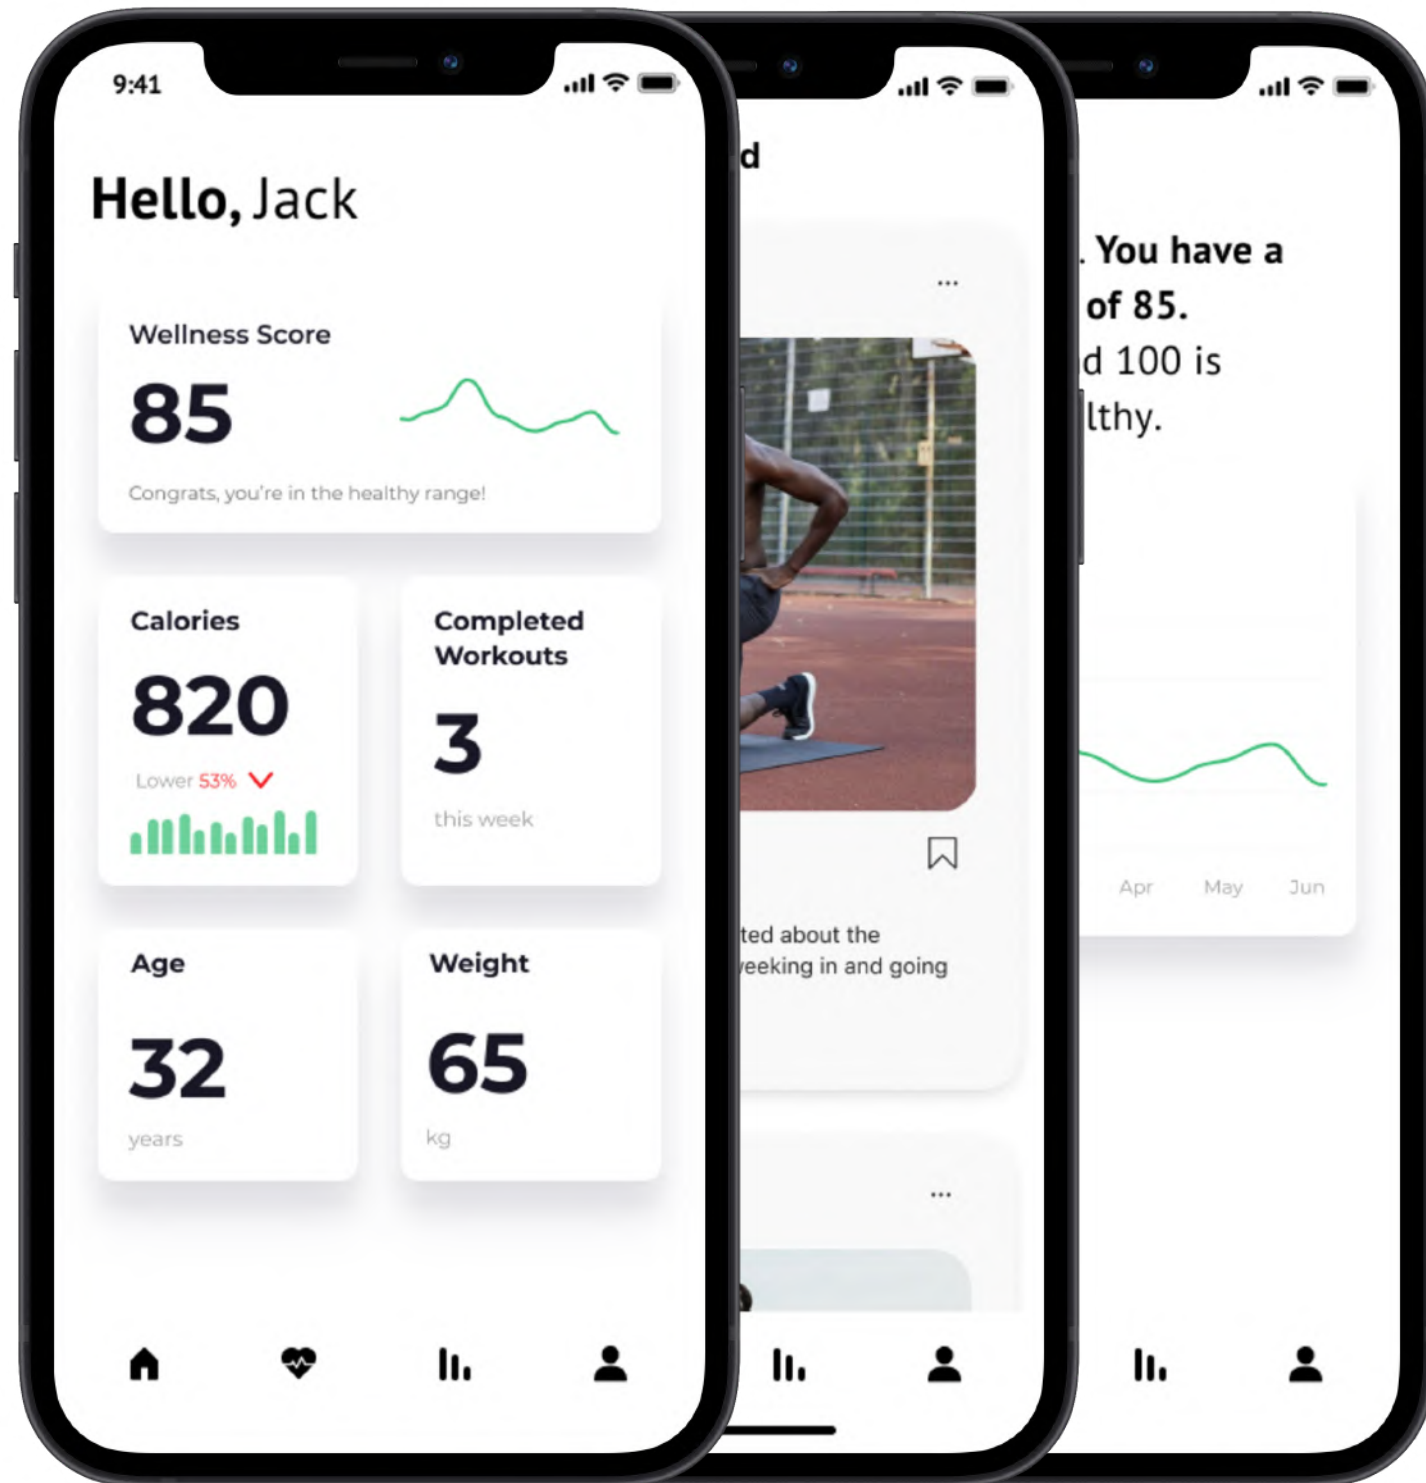 9:41
Hello, Jack
Wellness Score
85
Congrats, you're in the healthy range!
Calories
820
Lower 53%
Completed
Workouts
3
this week
Age
32
years
Weight
65
kg
d
...
ted about the
eeking in and going
...
. You have a
of 85.
d 100 is
lthy.
Apr May Jun